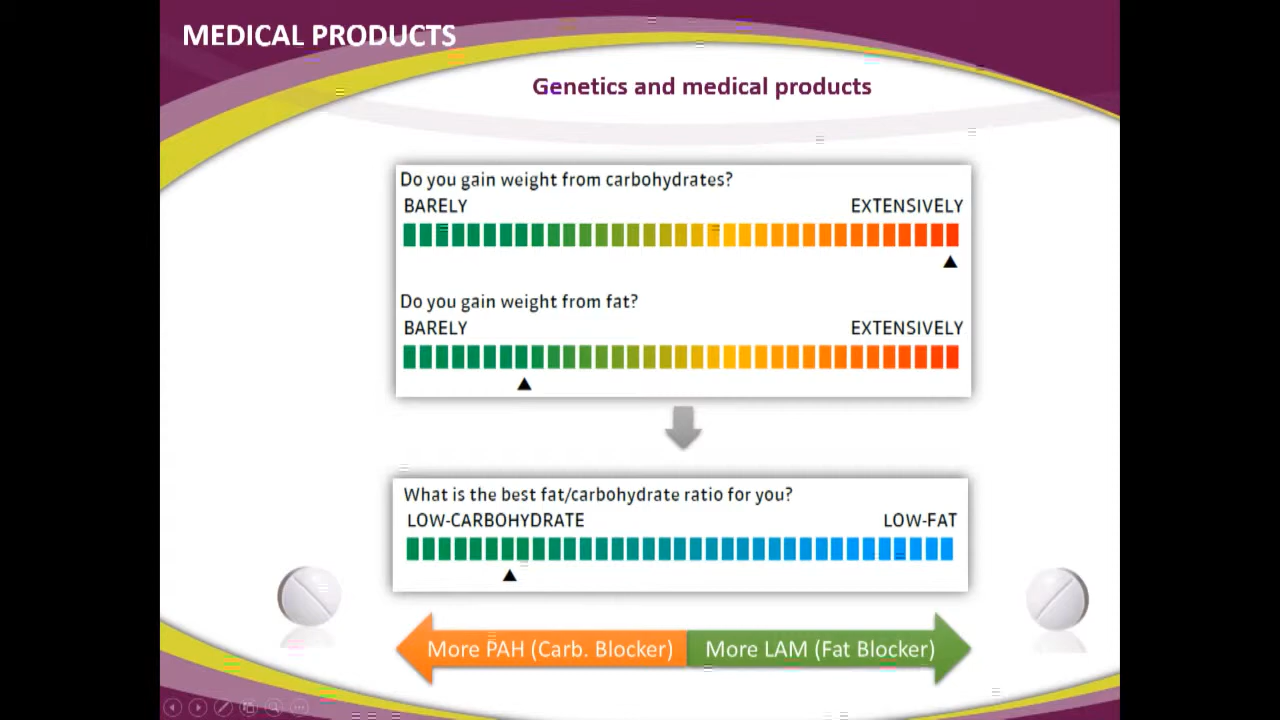 MEDICAL PRODUCTS
Genetics and medical products
Do you gain weight from carbohydrates?
BARELY EXTENSIVELY
Do you gain weight from fat?
BARELY EXTENSIVELY
What is the best fat/carbohydrate ratio for you?
LOW-CARBOHYDRATE LOW-FAT
More PAH (Carb. Blocker) More LAM (Fat Blocker)